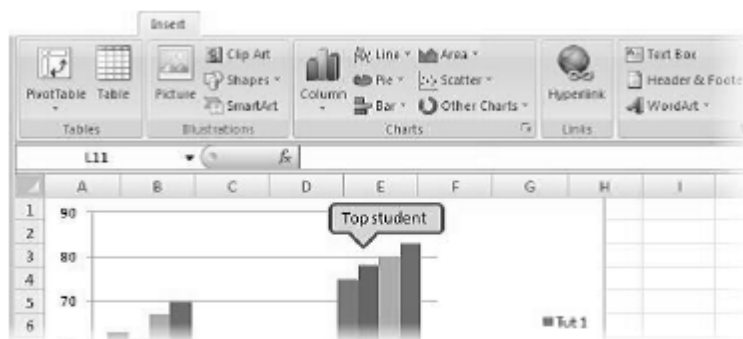 Insert
Clip Art Line Area Text Box
Shapes Pie Scatter Header & Foote
PivotTable Table Picture SmartArt Column Bar Other Charts Hyperlink WordArt
Tables Illustrations Charts Links
L11 fx
A B C D E F G H I
1 90
Top student
2
3 80
4
5 70
6 Tut 1